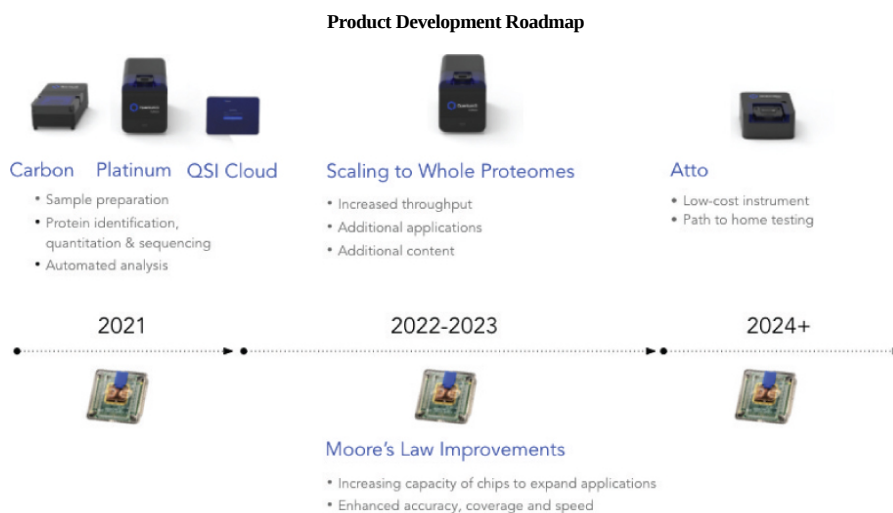 Product Development Roadmap
Carbon Platinum QSI Cloud
• Sample preparation
• Protein identification,
quantitation & sequencing
• Automated analysis
Scaling to Whole Proteomes
• Increased throughput
• Additional applications
• Additional content
Atto
• Low-cost instrument
• Path to home testing
2021
2022-2023
2024+
Moore's Law Improvements
• Increasing capacity of chips to expand applications
• Enhanced accuracy, coverage and speed